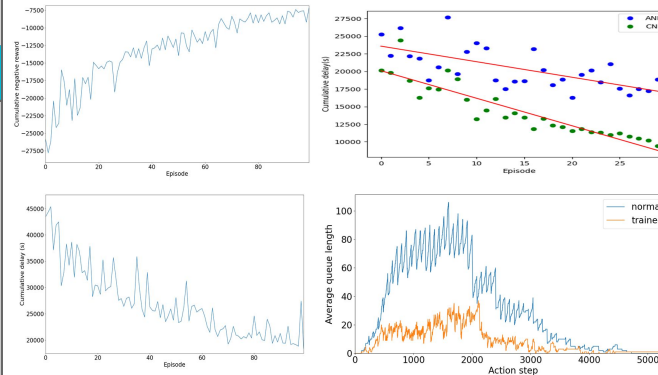 Cumulative negative reward
−7500
−10000
−12500
−15000
−17500
−20000
−22500
−25000
−27500
0 20 40 60 80
Episode
Cumulative delay(s)
27500
25000
22500
20000
17500
15000
12500
10000
0 5 10 15 20 25
Episode
Cumulative delay (s)
45000
40000
35000
30000
25000
20000
0 20 40 60 80
Episode
Average queue length
100
80
60
40
20
0
0 1000 2000 3000 4000 5000
Action step